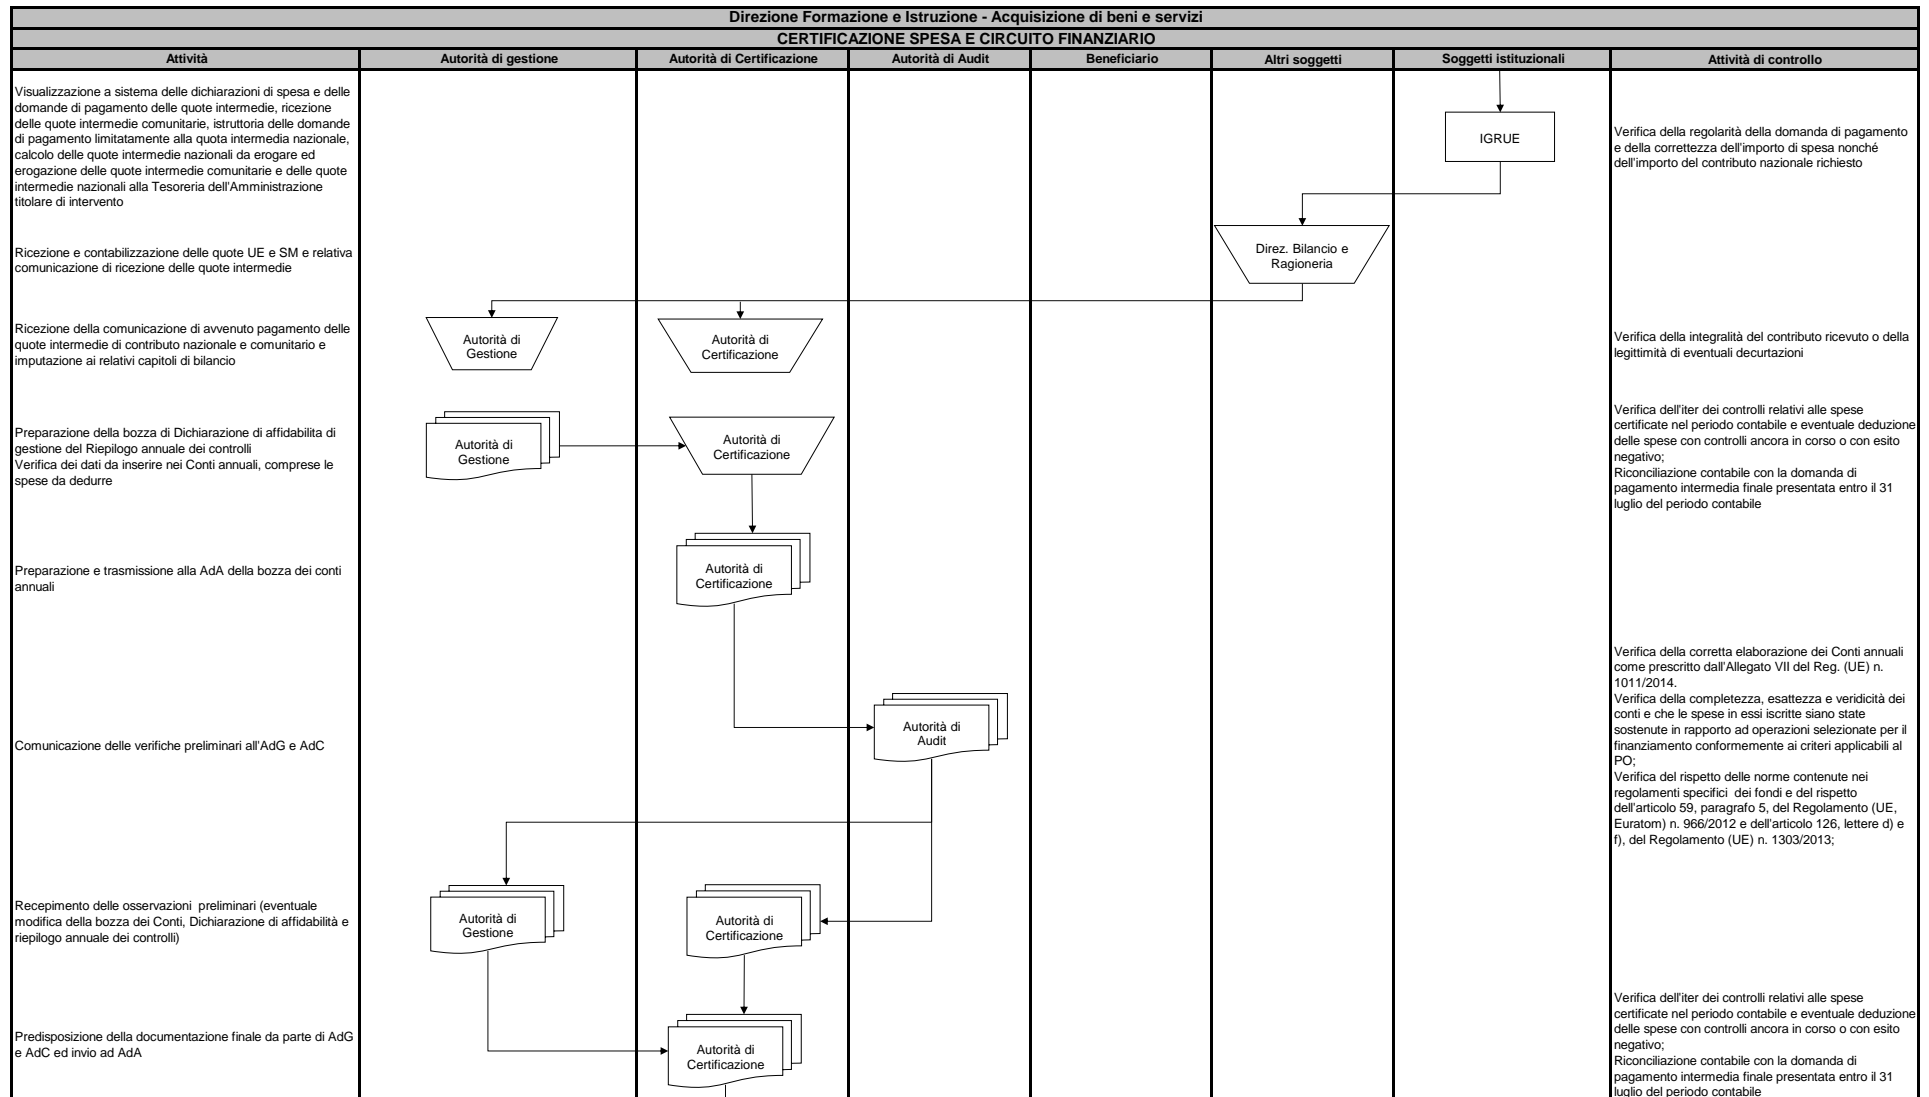 Direzione Formazione e Istruzione - Acquisizione di beni e servizi
CERTIFICAZIONE SPESA E CIRCUITO FINANZIARIO
Attività
Autorità di gestione
Autorità di Certificazione
Autorità di Audit
Beneficiario
Altri soggetti
Soggetti istituzionali
Attività di controllo
Visualizzazione a sistema delle dichiarazioni di spesa e delle
domande di pagamento delle quote intermedie, ricezione
delle quote intermedie comunitarie, istruttoria delle domande
di pagamento limitatamente alla quota intermedia nazionale,
calcolo delle quote intermedie nazionali da erogare ed
erogazione delle quote intermedie comunitarie e delle quote
intermedie nazionali alla Tesoreria dell'Amministrazione
titolare di intervento
IGRUE
Verifica della regolarità della domanda di pagamento
e della correttezza dell'importo di spesa nonché
dell'importo del contributo nazionale richiesto
Ricezione e contabilizzazione delle quote UE e SM e relativa
comunicazione di ricezione delle quote intermedie
Direz. Bilancio e
Ragioneria
Ricezione della comunicazione di avvenuto pagamento delle
quote intermedie di contributo nazionale e comunitario e
imputazione ai relativi capitoli di bilancio
Autorità di
Gestione
Autorità di
Certificazione
Verifica della integralità del contributo ricevuto o della
legittimità di eventuali decurtazioni
Preparazione della bozza di Dichiarazione di affidabilita di
gestione del Riepilogo annuale dei controlli
Verifica dei dati da inserire nei Conti annuali, comprese le
spese da dedurre
Autorità di
Gestione
Autorità di
Certificazione
Verifica dell'iter dei controlli relativi alle spese
certificate nel periodo contabile e eventuale deduzione
delle spese con controlli ancora in corso o con esito
negativo;
Riconciliazione contabile con la domanda di
pagamento intermedia finale presentata entro il 31
luglio del periodo contabile
Preparazione e trasmissione alla AdA della bozza dei conti
annuali
Autorità di
Certificazione
Comunicazione delle verifiche preliminari all'AdG e AdC
Autorità di
Audit
Verifica della corretta elaborazione dei Conti annuali
come prescritto dall'Allegato VII del Reg. (UE) n.
1011/2014.
Verifica della completezza, esattezza e veridicità dei
conti e che le spese in essi iscritte siano state
sostenute in rapporto ad operazioni selezionate per il
finanziamento conformemente ai criteri applicabili al
PO;
Verifica del rispetto delle norme contenute nei
regolamenti specifici  dei fondi e del rispetto
dell'articolo 59, paragrafo 5, del Regolamento (UE,
Euratom) n. 966/2012 e dell'articolo 126, lettere d) e
f), del Regolamento (UE) n. 1303/2013;
Recepimento delle osservazioni  preliminari (eventuale
modifica della bozza dei Conti, Dichiarazione di affidabilità e
riepilogo annuale dei controlli)
Autorità di
Gestione
Autorità di
Certificazione
Predisposizione della documentazione finale da parte di AdG
e AdC ed invio ad AdA
Autorità di
Certificazione
Verifica dell'iter dei controlli relativi alle spese
certificate nel periodo contabile e eventuale deduzione
delle spese con controlli ancora in corso o con esito
negativo;
Riconciliazione contabile con la domanda di
pagamento intermedia finale presentata entro il 31
luglio del periodo contabile